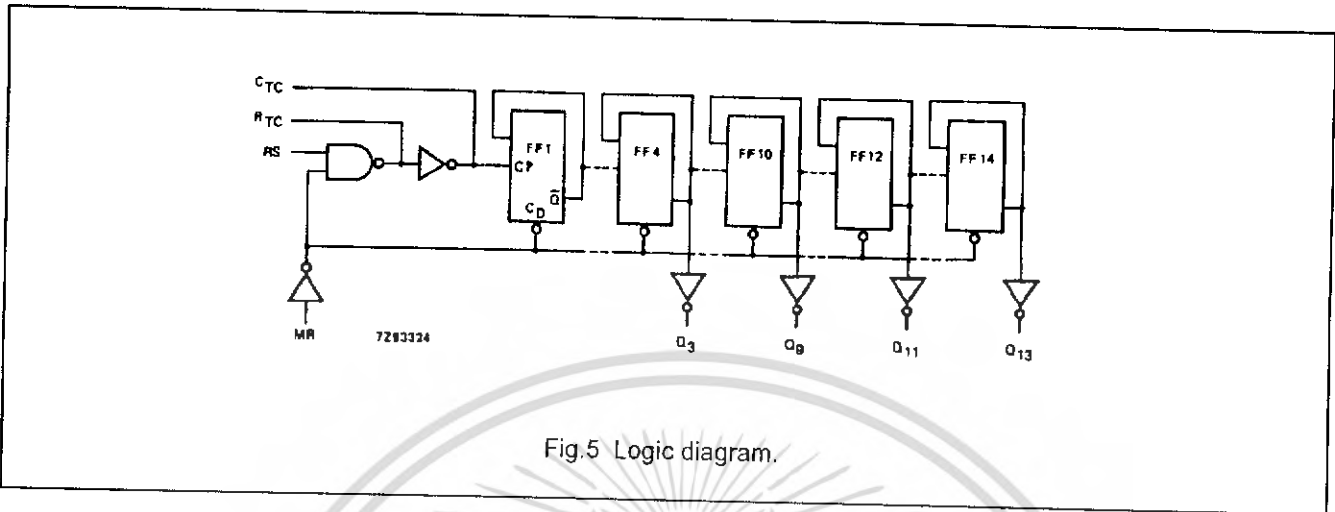 CTC
RTC
RS
FF1
CP
Q̅
CD
FF4
FF10
FF12
FF14
MR
7Z93324
Q3
Q9
Q11
Q13
Fig.5 Logic diagram.